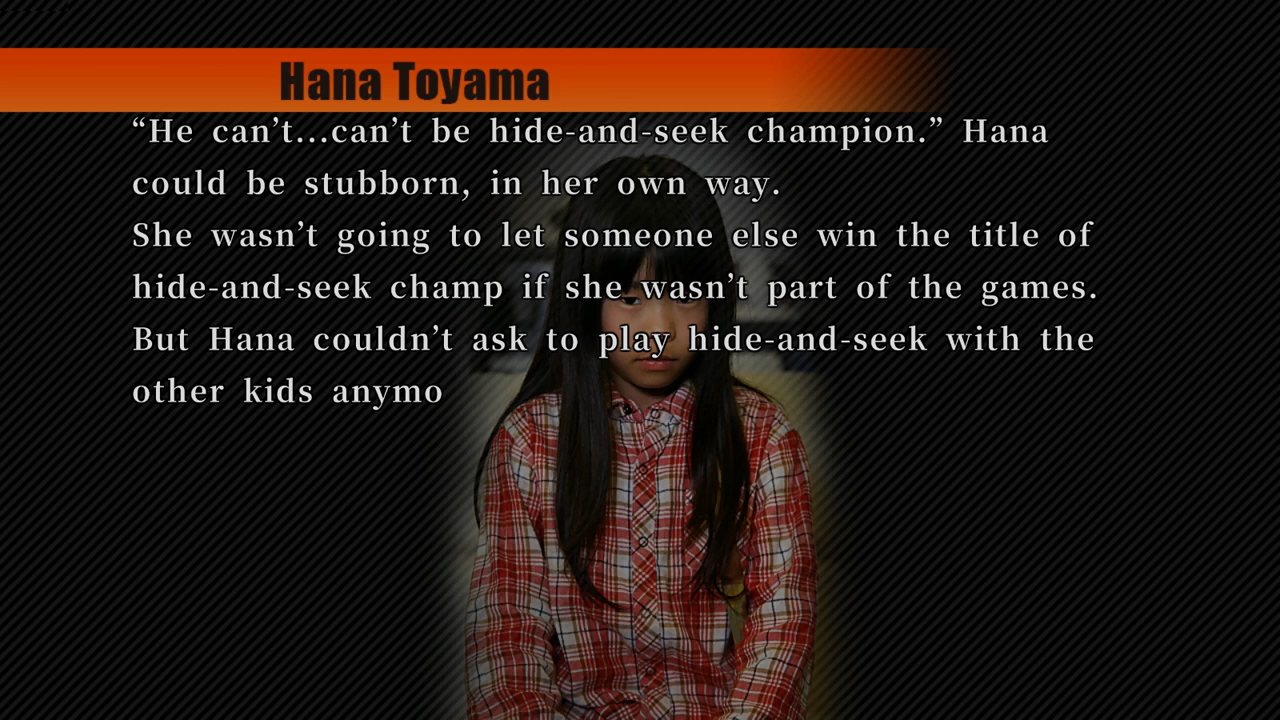 Hana Toyama
“He can’t...can’t be hide-and-seek champion.” Hana
could be stubborn, in her own way.
She wasn’t going to let someone else win the title of
hide-and-seek champ if she wasn’t part of the games.
But Hana couldn’t ask to play hide-and-seek with the
other kids anymo